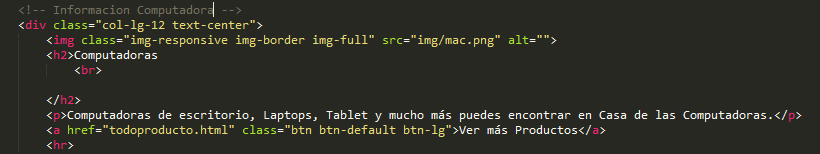 <!-- Informacion Computadora -->
<div class="col-lg-12 text-center">
<img class="img-responsive img-border img-full" src="img/mac.png" alt="">
<h2>Computadoras
<br>
</h2>
<p>Computadoras de escritorio, Laptops, Tablet y mucho más puedes encontrar en Casa de las Computadoras.</p>
<a href="todoproducto.html" class="btn btn-default btn-lg">Ver más Productos</a>
<hr>